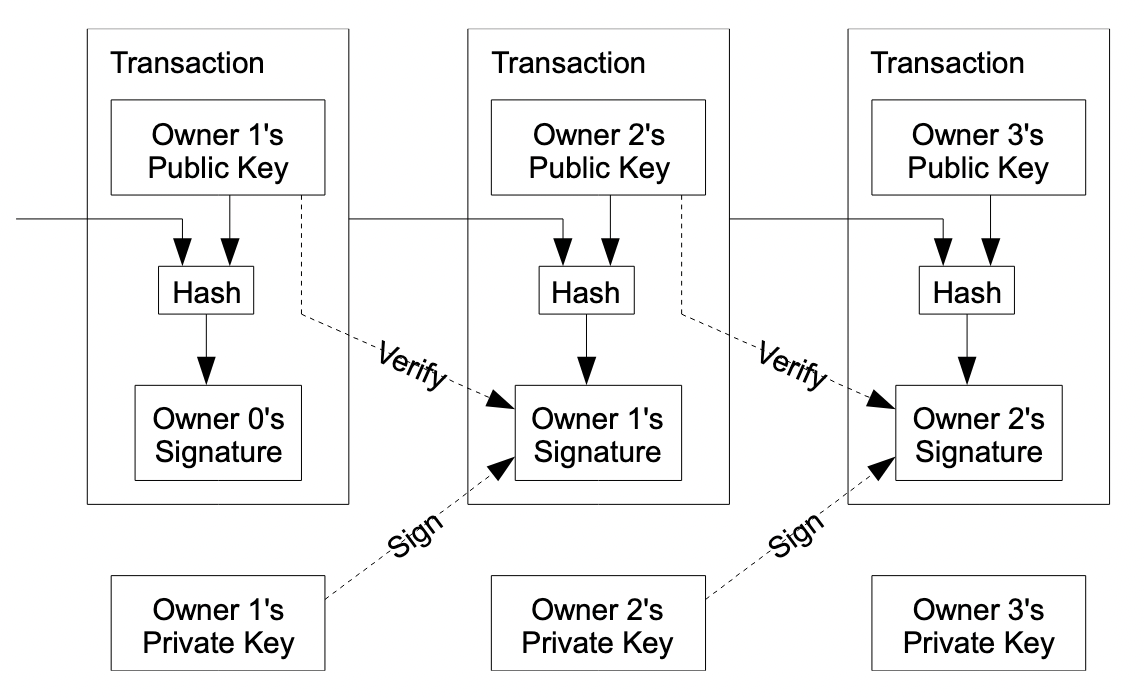 Transaction
Owner 1's
Public Key
Hash
Owner 0's
Signature
Transaction
Owner 2's
Public Key
Hash
Verify
Owner 1's
Signature
Transaction
Owner 3's
Public Key
Hash
Verify
Owner 2's
Signature
Sign
Sign
Owner 1's
Private Key
Owner 2's
Private Key
Owner 3's
Private Key